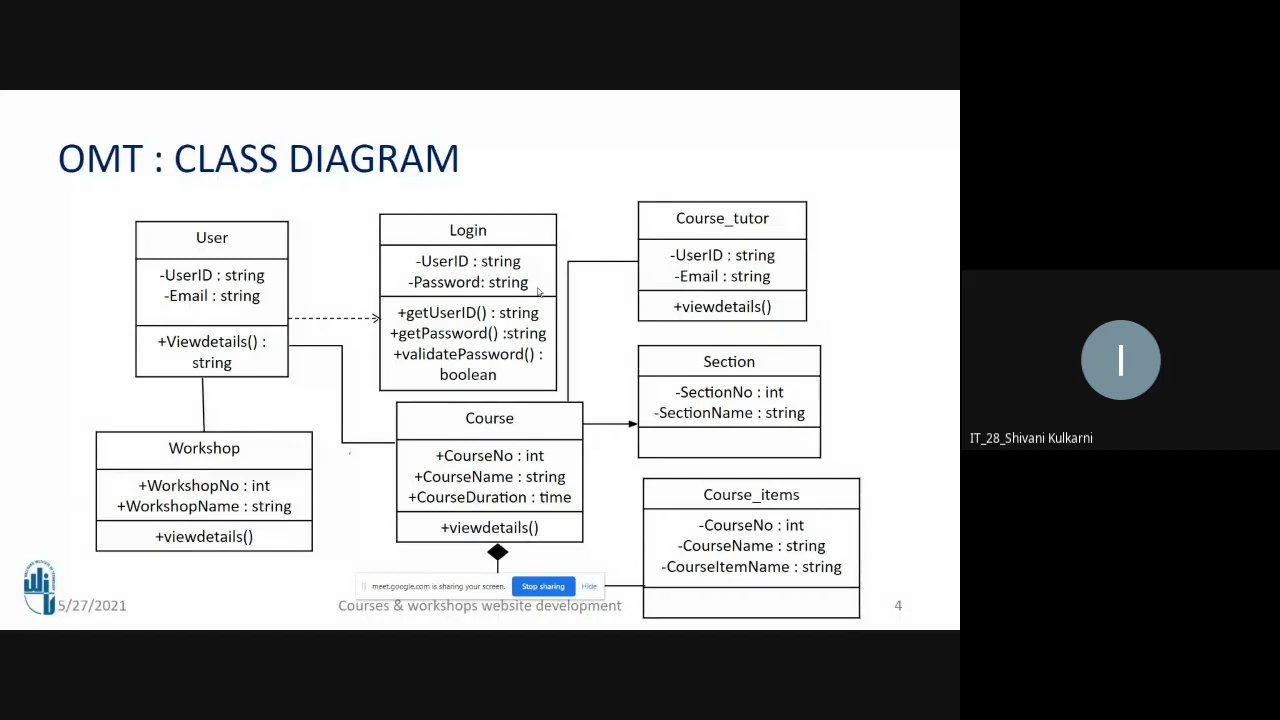 OMT : CLASS DIAGRAM
User
-UserID : string
-Email : string
+Viewdetails() :
string
Login
-UserID : string
-Password: string
+getUserID() : string
+getPassword() :string
+validatePassword() :
boolean
Course_tutor
-UserID : string
-Email : string
+viewdetails()
Section
-SectionNo : int
-SectionName : string
Workshop
+WorkshopNo : int
+WorkshopName : string
+viewdetails()
Course
+CourseNo : int
+CourseName : string
+CourseDuration : time
+viewdetails()
Course_items
-CourseNo : int
-CourseName : string
-CourseItemName : string
meet.google.com is sharing your screen.
Stop sharing
Hide
5/27/2021
Courses & workshops website development
4
I
IT_28_Shivani Kulkarni